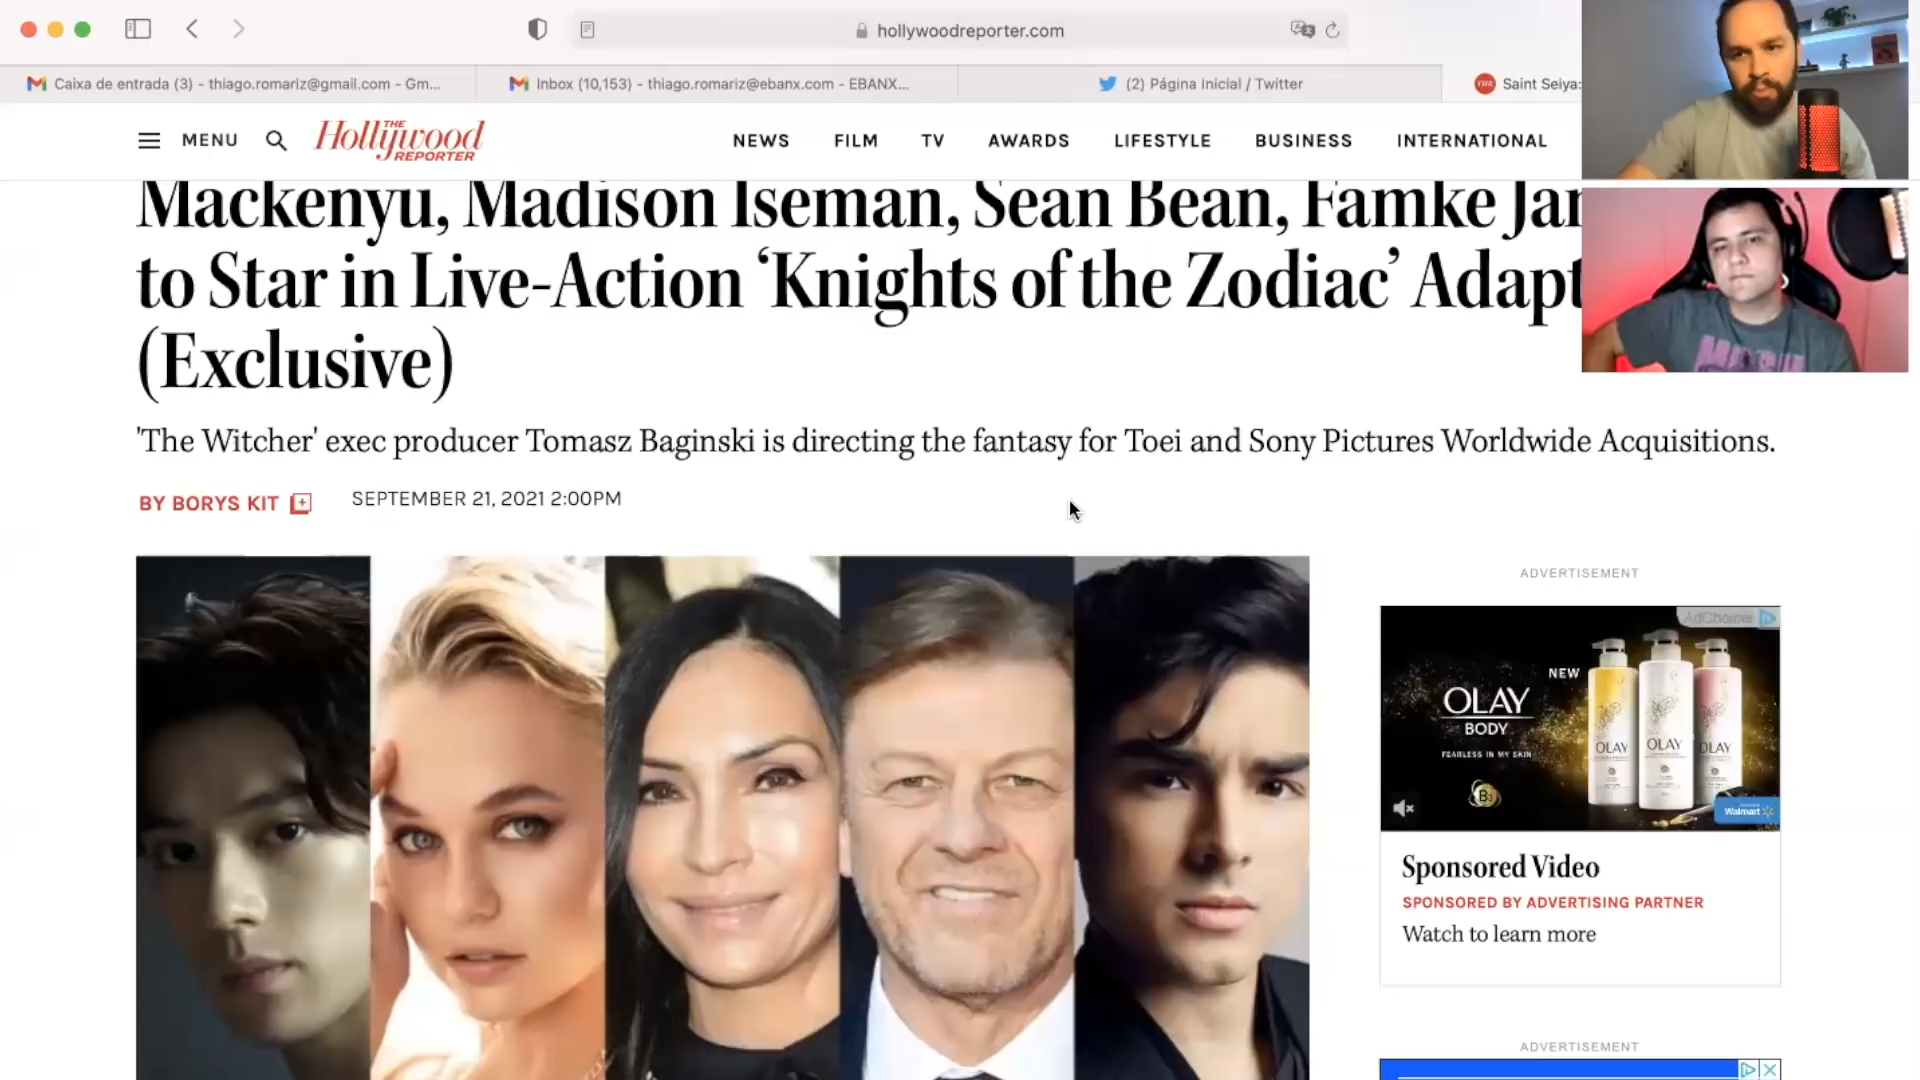 hollywoodreporter.com
Caixa de entrada (3) - thiago.romariz@gmail.com - Gm...
Inbox (10,153) - thiago.romariz@ebanx.com - EBANX...
(2) Página Inicial / Twitter
THR Saint Seiya:
MENU
THE Hollywood REPORTER
NEWS
FILM
TV
AWARDS
LIFESTYLE
BUSINESS
INTERNATIONAL
Mackenyu, Madison Iseman, Sean Bean, Famke Jan
to Star in Live-Action ‘Knights of the Zodiac’ Adapt
(Exclusive)
'The Witcher' exec producer Tomasz Baginski is directing the fantasy for Toei and Sony Pictures Worldwide Acquisitions.
BY BORYS KIT
SEPTEMBER 21, 2021 2:00PM
ADVERTISEMENT
AdChoices
NEW
OLAY
BODY
FEARLESS IN MY SKIN
B3
OLAY OLAY OLAY
Walmart
Sponsored Video
SPONSORED BY ADVERTISING PARTNER
Watch to learn more
ADVERTISEMENT